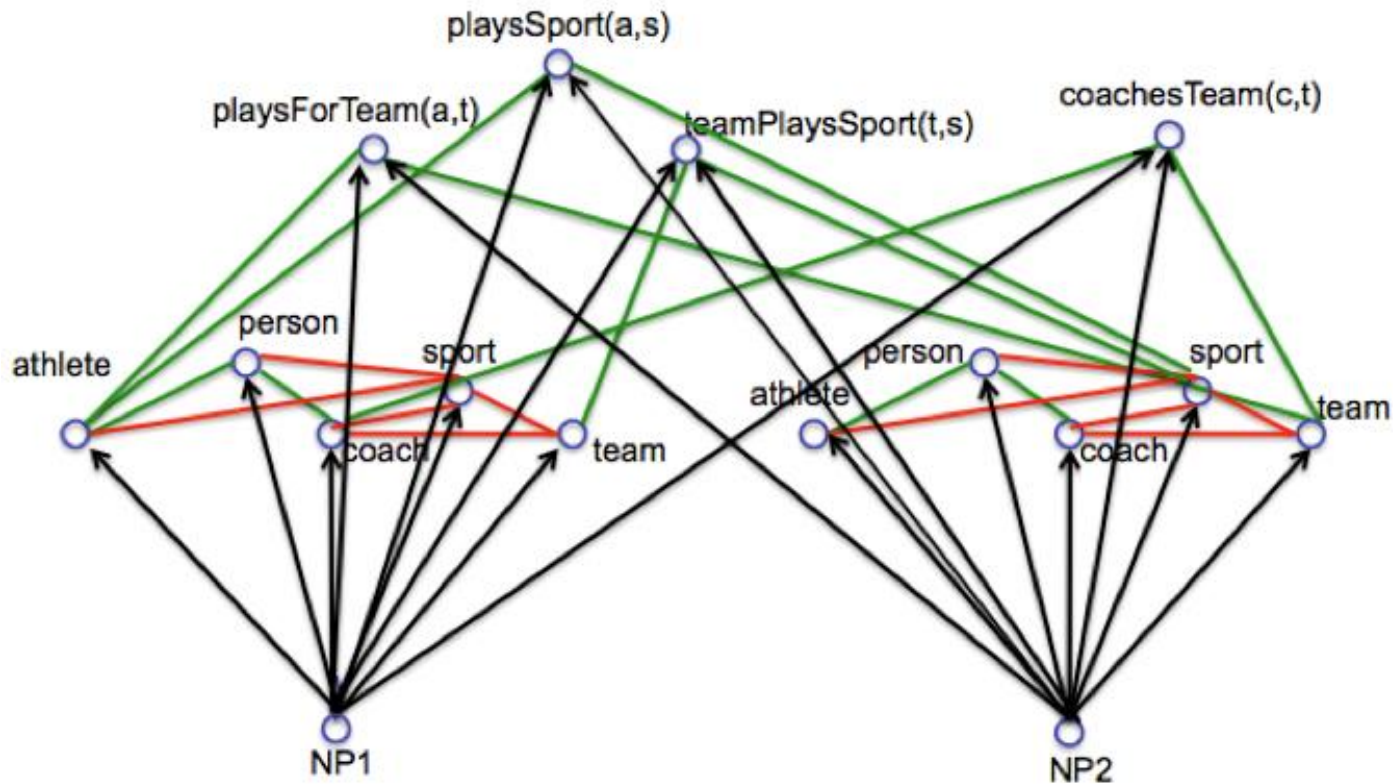 playsSport(a,s)
playsForTeam(a,t)
teamPlaysSport(t,s)
coachesTeam(c,t)
person
sport
athlete
coach
team
person
sport
athlete
team
coach
NP1
NP2